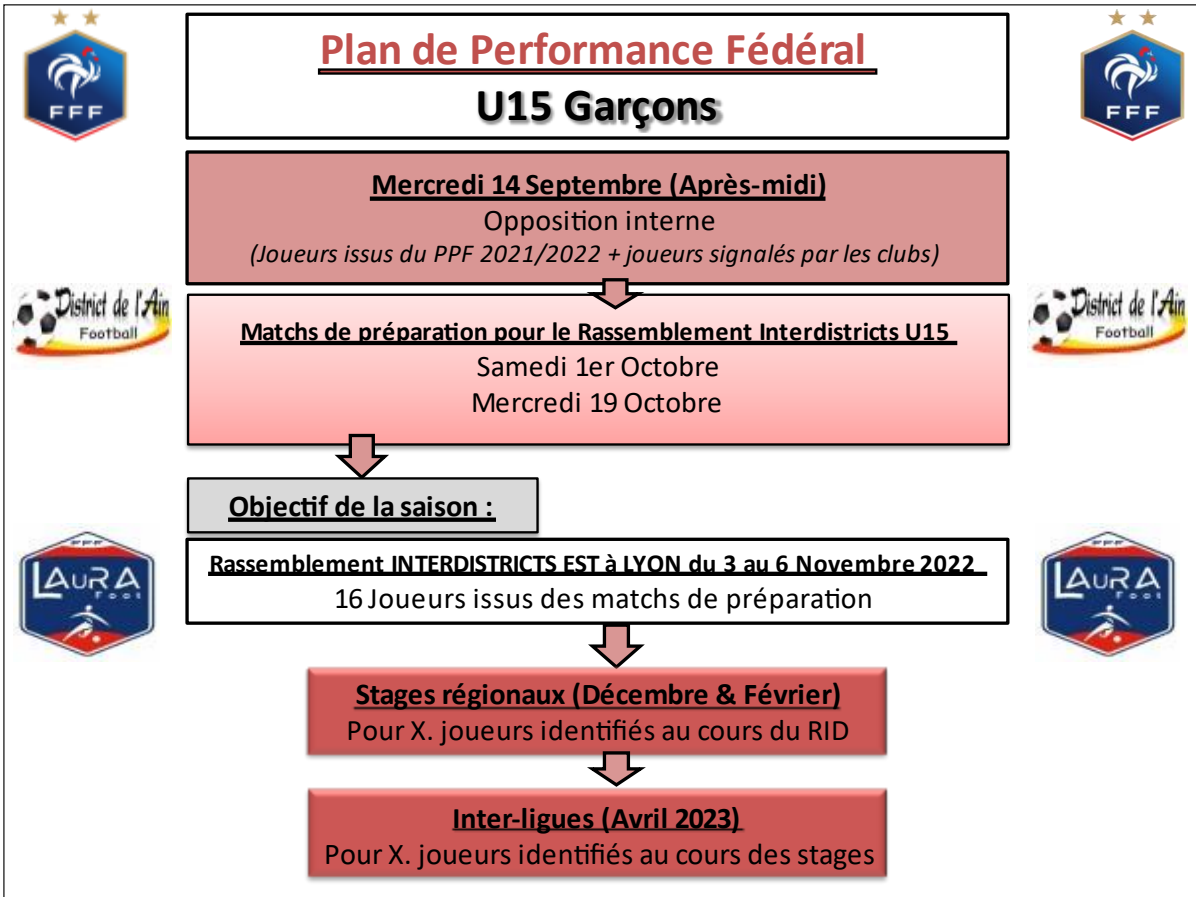 FFF
FFF
Plan de Performance Fédéral
U15 Garçons
Mercredi 14 Septembre (Après-midi)
Opposition interne
(Joueurs issus du PPF 2021/2022 + joueurs signalés par les clubs)
District de l'Ain
Football
District de l'Ain
Football
Matchs de préparation pour le Rassemblement Interdistricts U15
Samedi 1er Octobre
Mercredi 19 Octobre
Objectif de la saison :
FFF
LAuRA
Foot
FFF
LAuRA
Foot
Rassemblement INTERDISTRICTS EST à LYON du 3 au 6 Novembre 2022
16 Joueurs issus des matchs de préparation
Stages régionaux (Décembre & Février)
Pour X. joueurs identifiés au cours du RID
Inter-ligues (Avril 2023)
Pour X. joueurs identifiés au cours des stages